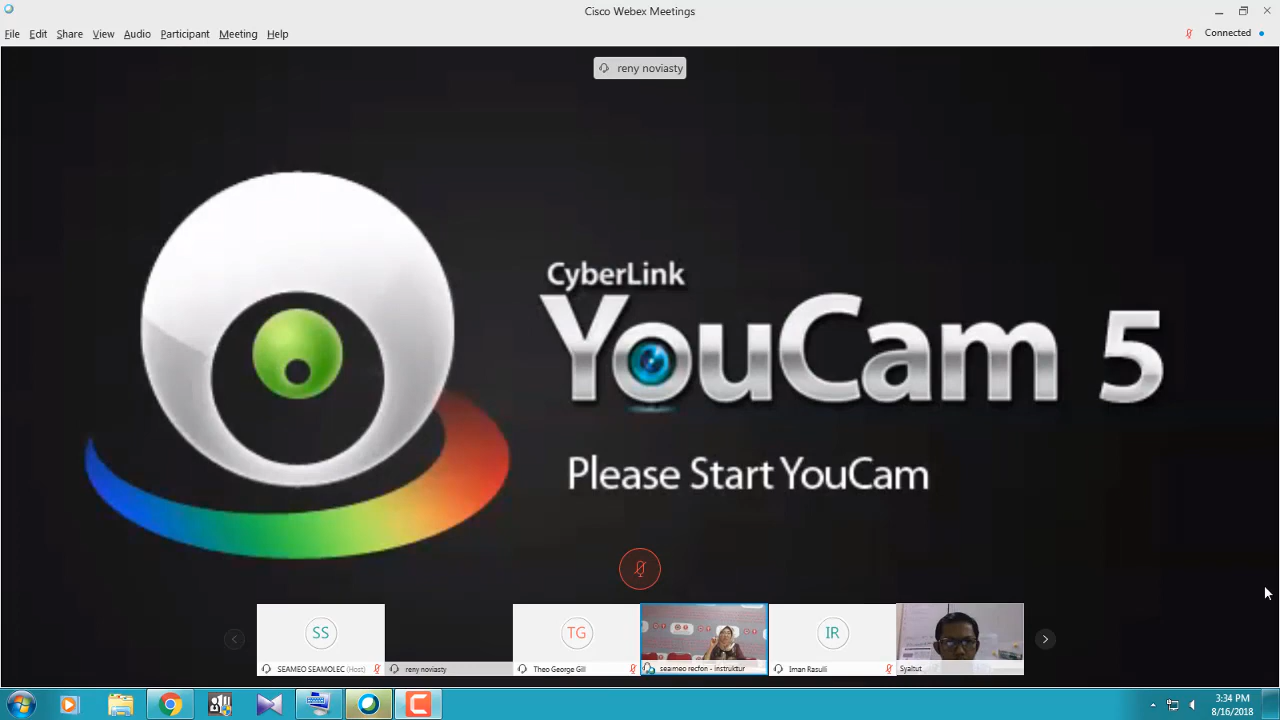 Cisco Webex Meetings
File Edit Share View Audio Participant Meeting Help
Connected
reny noviasty
CyberLink
YouCam 5
Please Start YouCam
SS
TG
IR
SEAMEO SEAMOLEC (Host)
reny noviasty
Theo George Gill
seameo recfon - instruktur
Iman Rasulli
Syaltut
3:34 PM
8/16/2018